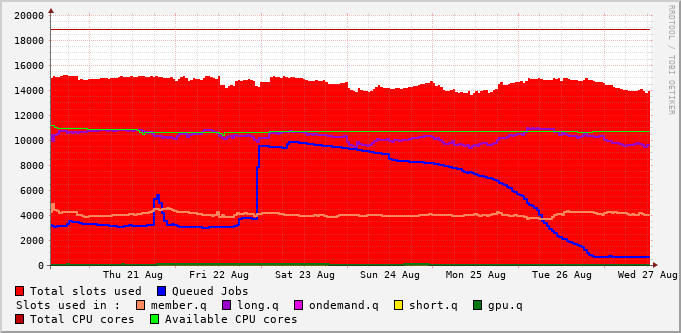 RRDTOOL / TOBI OETIKER
20000
18000
16000
14000
12000
10000
8000
6000
4000
2000
0
Thu 21 Aug Fri 22 Aug Sat 23 Aug Sun 24 Aug Mon 25 Aug Tue 26 Aug Wed 27 Aug
Total slots used Queued Jobs
Slots used in : member.q long.q ondemand.q short.q gpu.q
Total CPU cores Available CPU cores